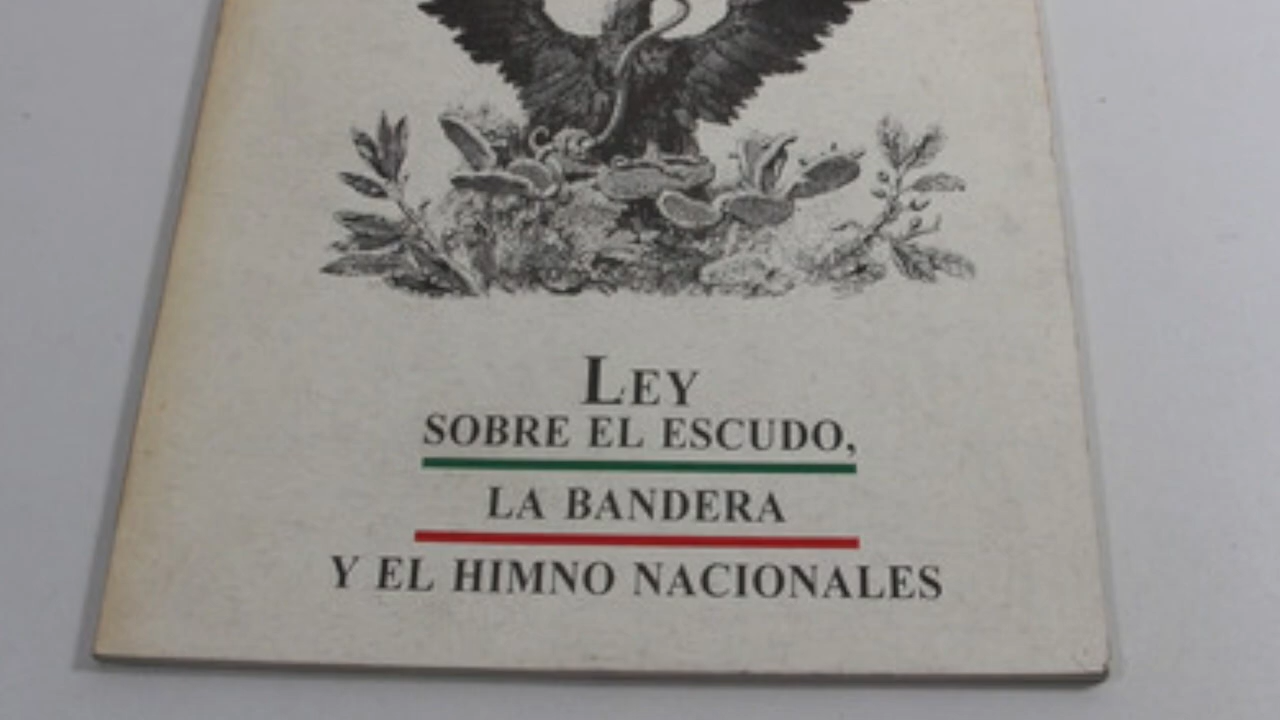 LEY
SOBRE EL ESCUDO,
LA BANDERA
Y EL HIMNO NACIONALES